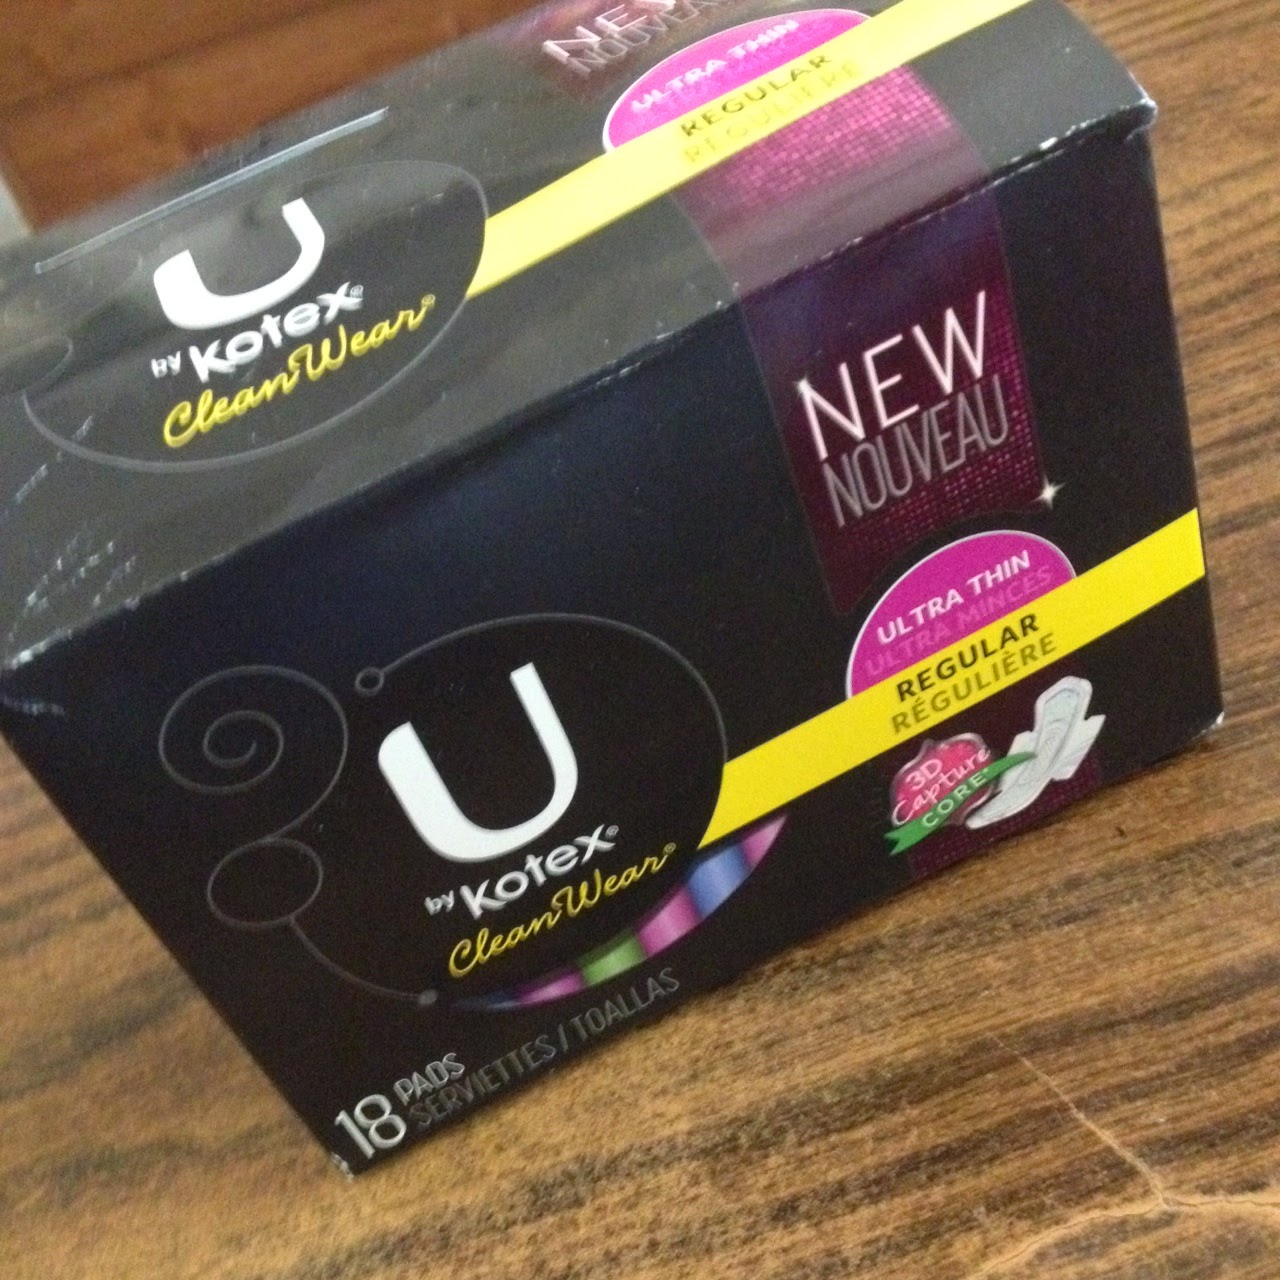 NEW
NOUVEAU
ULTRA THIN
REGULAR
RÉGULIÈRE
U
by Kotex®
CleanWear®
NEW
NOUVEAU
ULTRA THIN
ULTRA MINCES
REGULAR
RÉGULIÈRE
3D
Capture
CORE
U
by Kotex®
CleanWear®
18 PADS
SERVIETTES / TOALLAS